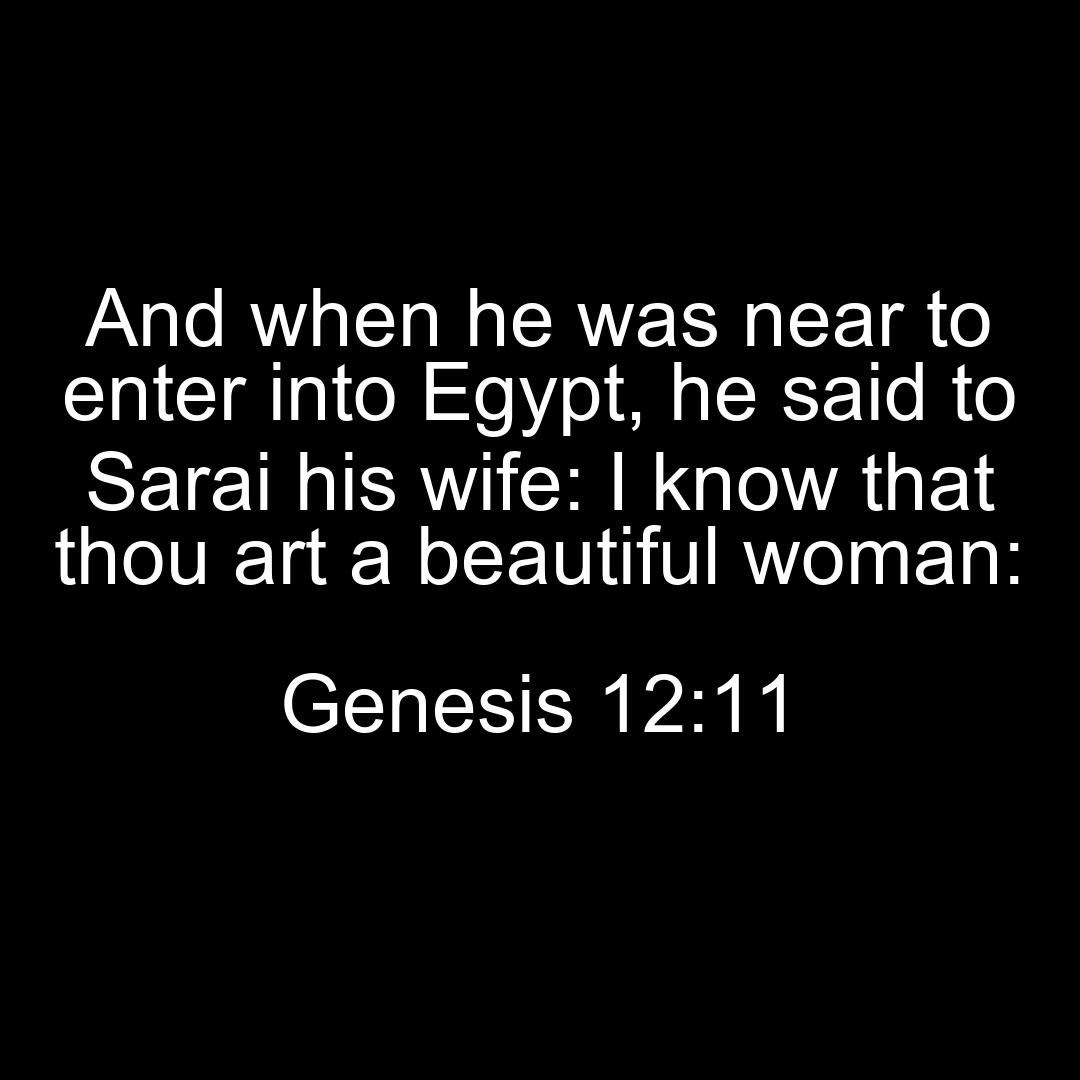 And when he was near to
enter into Egypt, he said to
Sarai his wife: I know that
thou art a beautiful woman:
Genesis 12:11